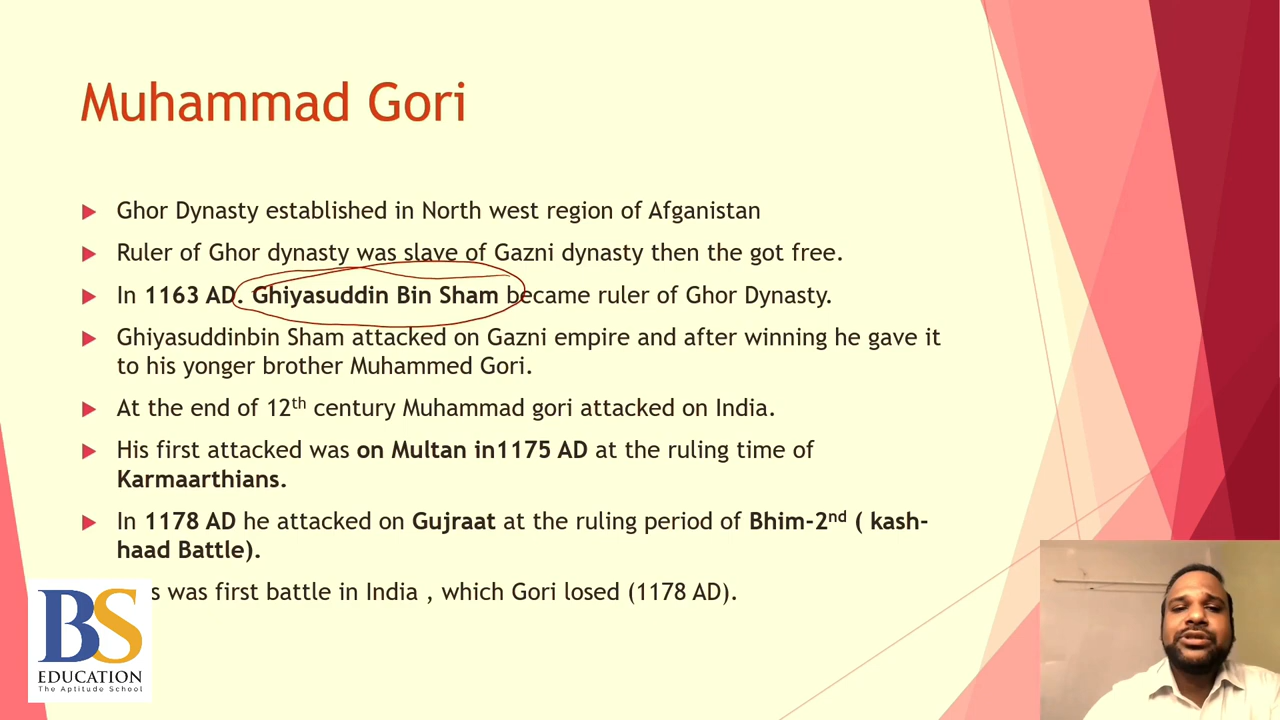 Muhammad Gori
Ghor Dynasty established in North west region of Afganistan
Ruler of Ghor dynasty was slave of Gazni dynasty then the got free.
In 1163 AD. Ghiyasuddin Bin Sham became ruler of Ghor Dynasty.
Ghiyasuddinbin Sham attacked on Gazni empire and after winning he gave it
to his yonger brother Muhammed Gori.
At the end of 12th century Muhammad gori attacked on India.
His first attacked was on Multan in1175 AD at the ruling time of
Karmaarthians.
In 1178 AD he attacked on Gujraat at the ruling period of Bhim-2nd ( kash-
haad Battle).
was first battle in India , which Gori losed (1178 AD).
BS
EDUCATION
The Aptitude School